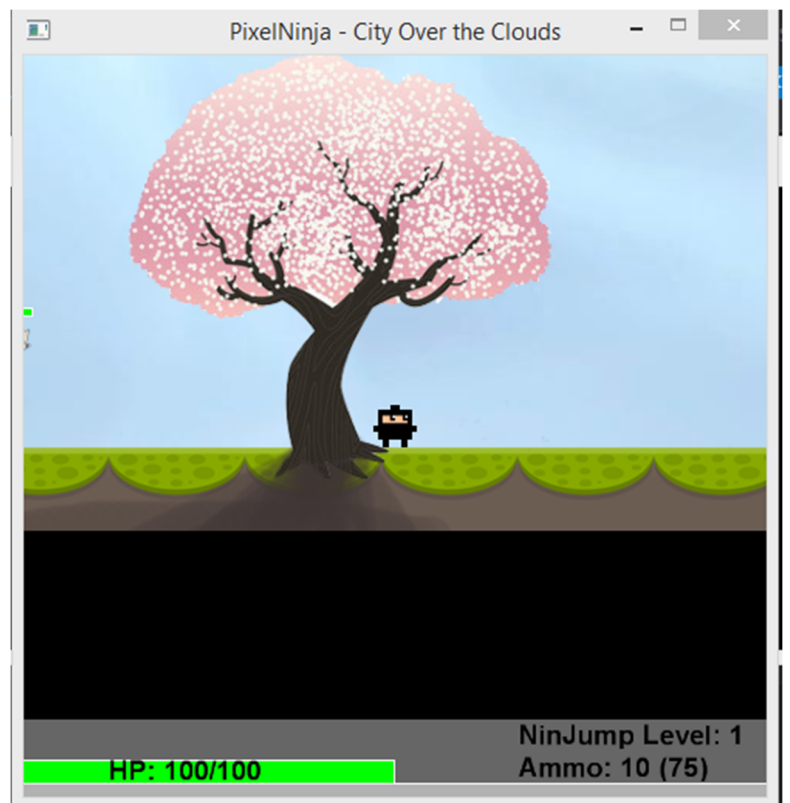 PixelNinja - City Over the Clouds
NinJump Level: 1
HP: 100/100
Ammo: 10 (75)